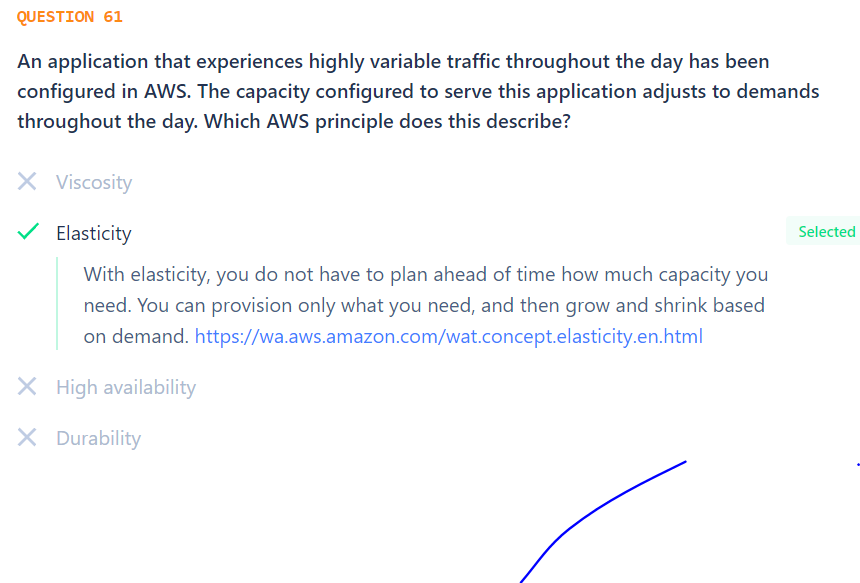 QUESTION 61
An application that experiences highly variable traffic throughout the day has been
configured in AWS. The capacity configured to serve this application adjusts to demands
throughout the day. Which AWS principle does this describe?
Viscosity
Elasticity
Selected
With elasticity, you do not have to plan ahead of time how much capacity you
need. You can provision only what you need, and then grow and shrink based
on demand. https://wa.aws.amazon.com/wat.concept.elasticity.en.html
High availability
Durability